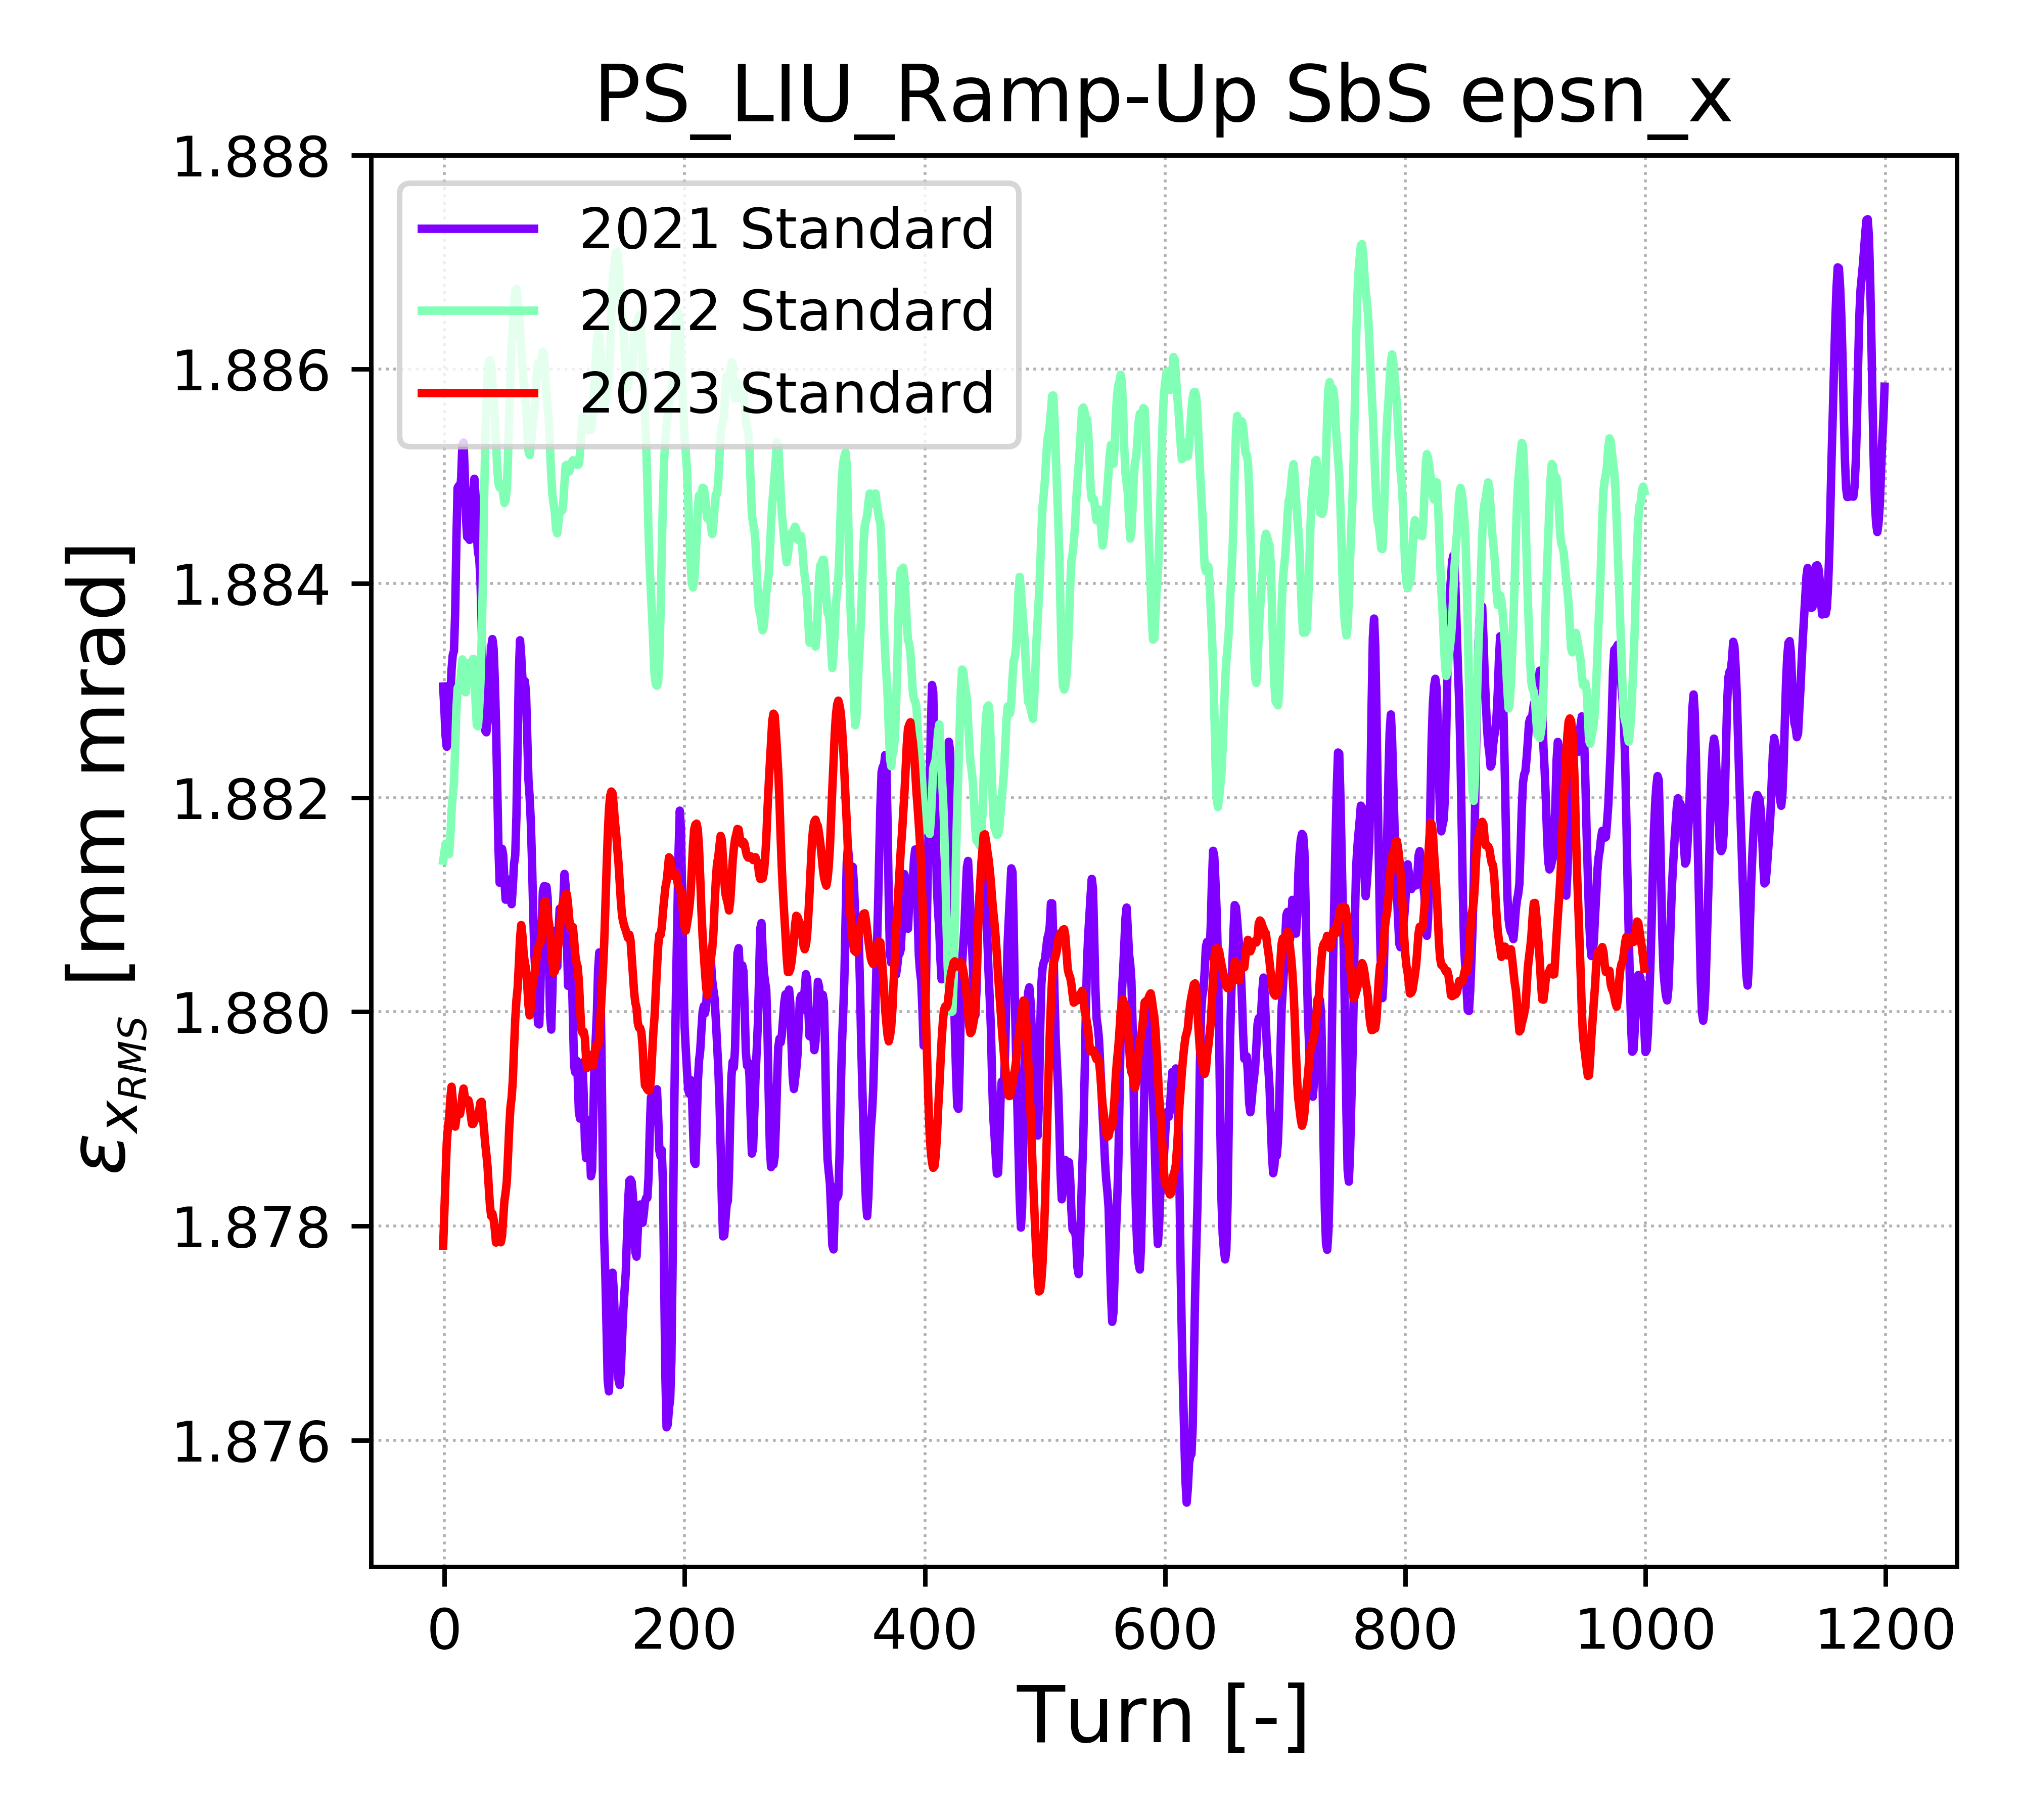 PS_LIU_Ramp-Up SbS epsn_x
1.888
1.886
1.884
1.882
1.880
1.878
1.876
ε_{x_{RMS}} [mm mrad]
2021 Standard
2022 Standard
2023 Standard
0 200 400 600 800 1000 1200
Turn [-]